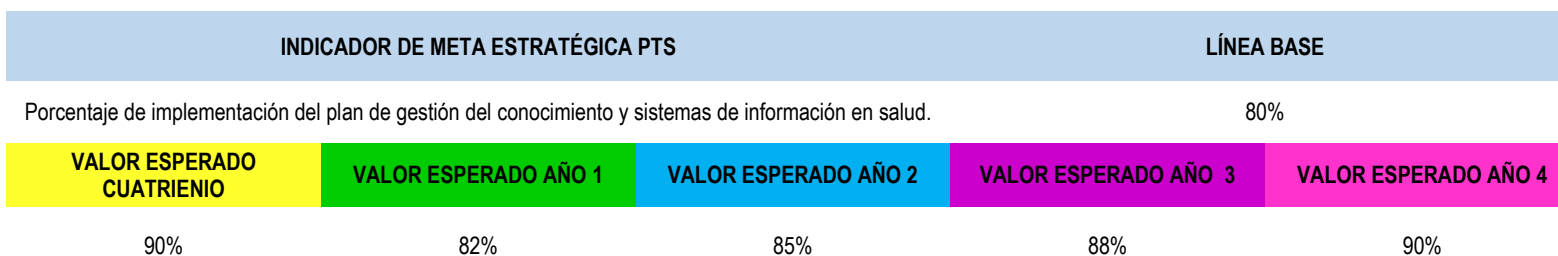 INDICADOR DE META ESTRATÉGICA PTS LÍNEA BASE
Porcentaje de implementación del plan de gestión del conocimiento y sistemas de información en salud. 80%
VALOR ESPERADO
CUATRIENIO
VALOR ESPERADO AÑO 1 VALOR ESPERADO AÑO 2 VALOR ESPERADO AÑO 3 VALOR ESPERADO AÑO 4
90% 82% 85% 88% 90%